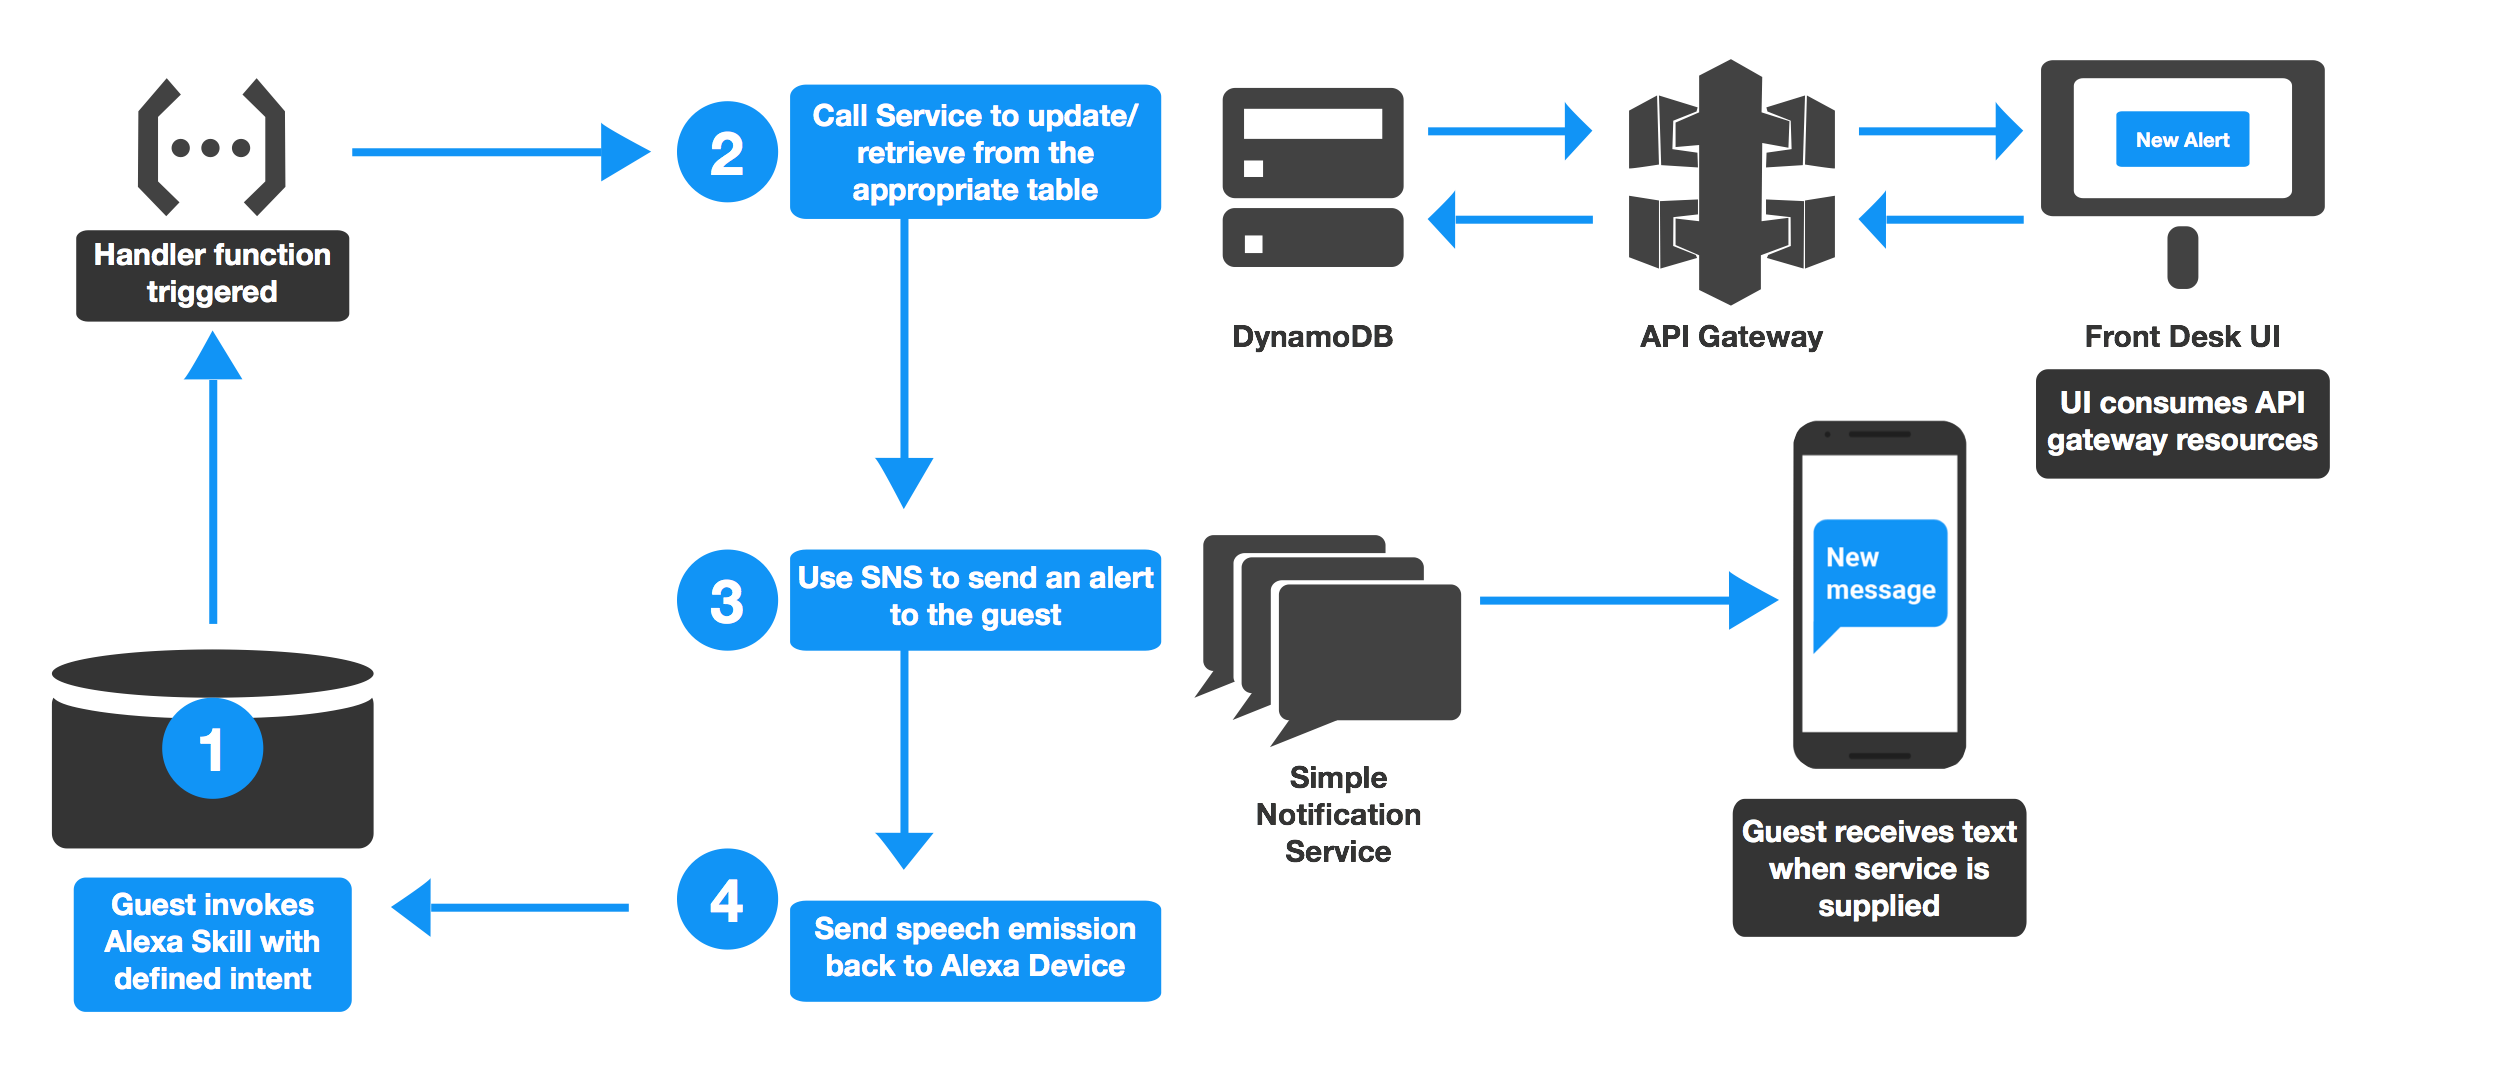 Handler function
triggered
2
Call Service to update/
retrieve from the
appropriate table
DynamoDB
API Gateway
New Alert
Front Desk UI
UI consumes API
gateway resources
3
Use SNS to send an alert
to the guest
Simple
Notification
Service
New
message
Guest receives text
when service is
supplied
1
Guest invokes
Alexa Skill with
defined intent
4
Send speech emission
back to Alexa Device